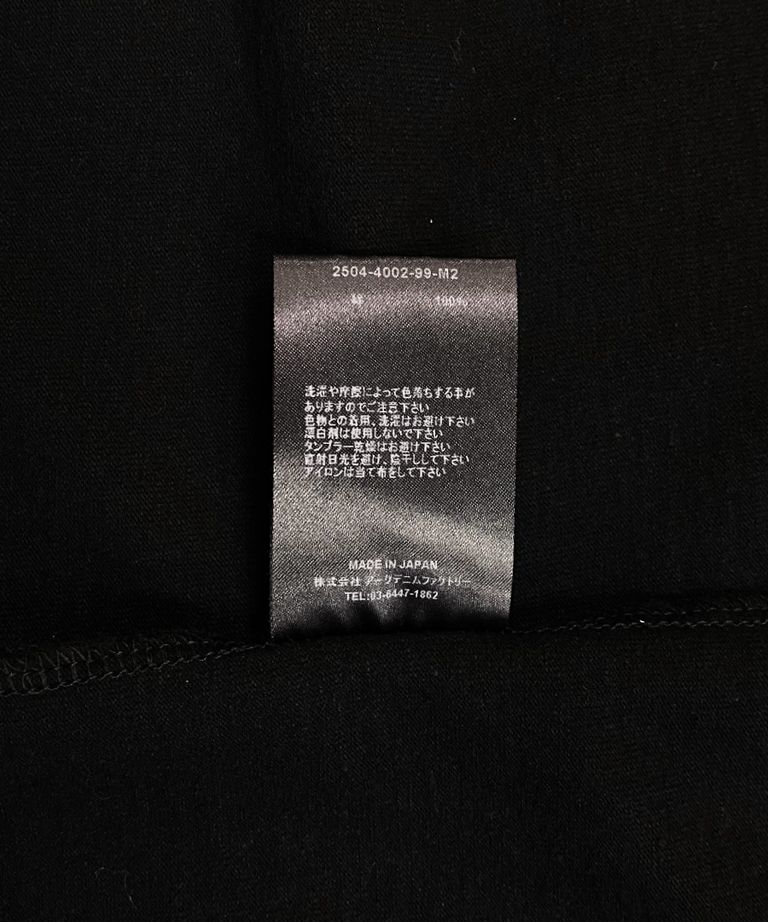 2504-4002-99-M2
綿 100%
洗濯や摩擦によって色落ちする事が
ありますのでご注意下さい
色物との着用、洗濯はお避け下さい
漂白剤は使用しないで下さい
タンブラー乾燥はお避け下さい
直射日光を避け、陰干しして下さい
アイロンは当て布をして下さい
MADE IN JAPAN
株式会社 アークデニムファクトリー
TEL:03-6447-1862